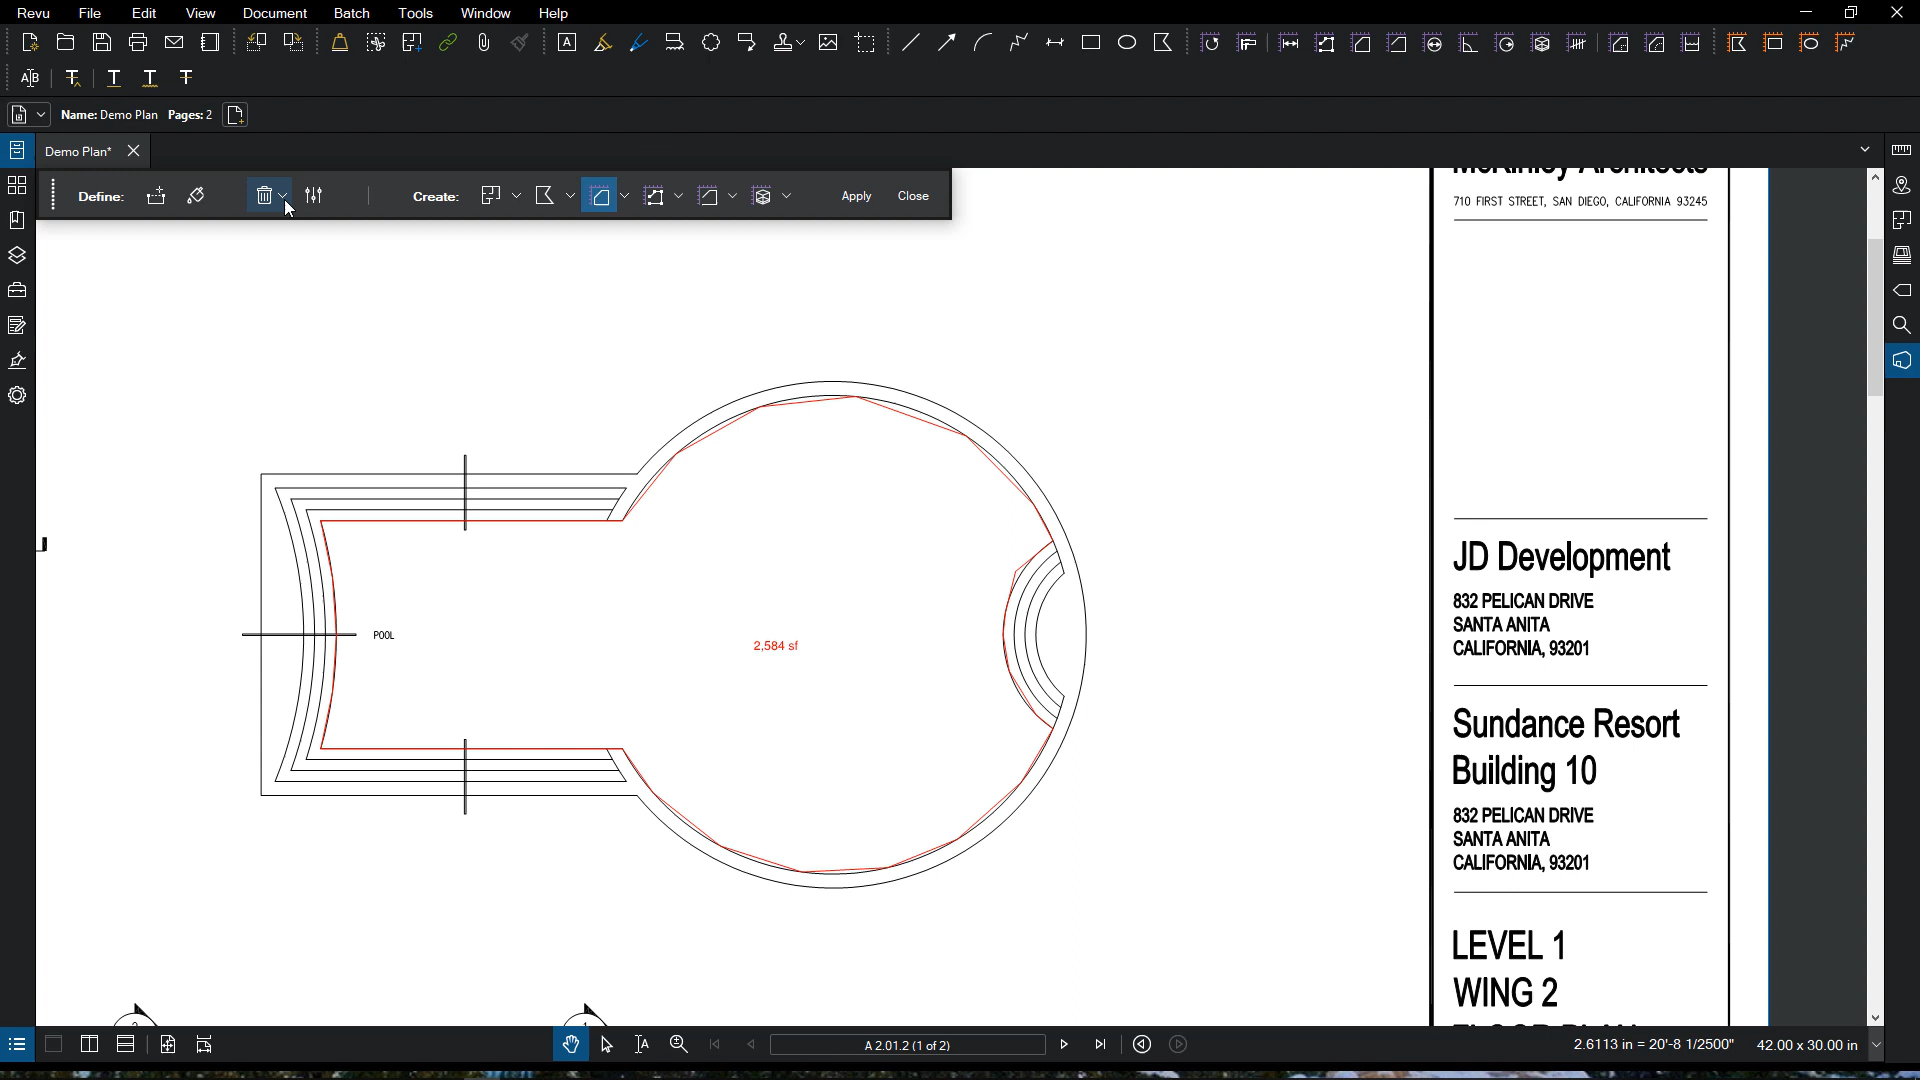 Revu File Edit View Document Batch Tools Window Help
Name: Demo Plan Pages: 2
Demo Plan*
Define: Create: Apply Close
710 FIRST STREET, SAN DIEGO, CALIFORNIA 93245
JD Development
832 PELICAN DRIVE
SANTA ANITA
CALIFORNIA, 93201
POOL
2,584 sf
Sundance Resort
Building 10
832 PELICAN DRIVE
SANTA ANITA
CALIFORNIA, 93201
LEVEL 1
WING 2
A 2.01.2 (1 of 2)
2.6113 in = 20'-8 1/2500"
42.00 x 30.00 in